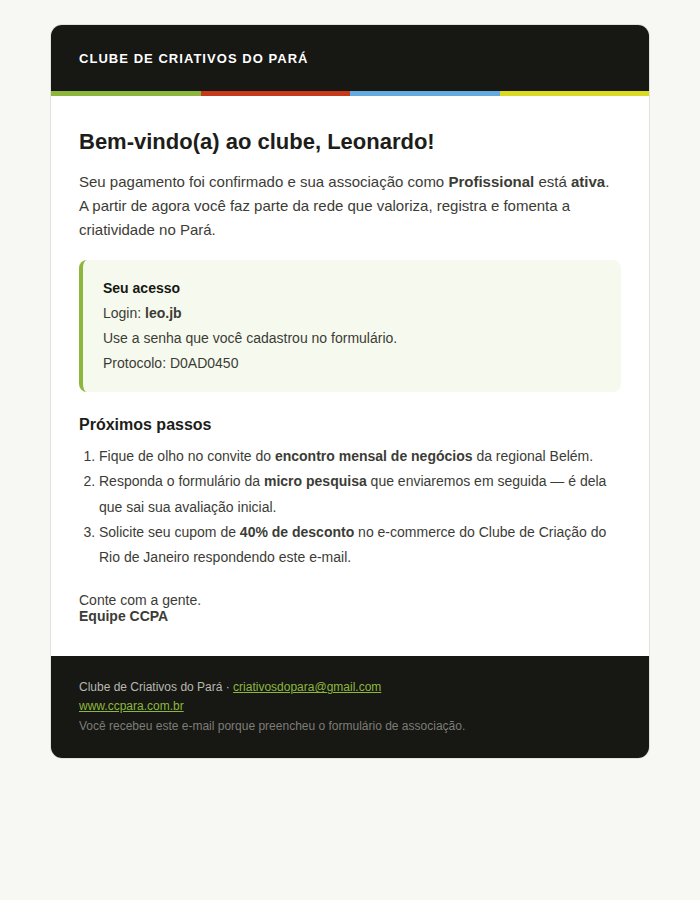 CLUBE DE CRIATIVOS DO PARÁ
Bem-vindo(a) ao clube, Leonardo!
Seu pagamento foi confirmado e sua associação como Profissional está ativa.
A partir de agora você faz parte da rede que valoriza, registra e fomenta a
criatividade no Pará.
Seu acesso
Login: leo.jb
Use a senha que você cadastrou no formulário.
Protocolo: D0AD0450
Próximos passos
1. Fique de olho no convite do encontro mensal de negócios da regional Belém.
2. Responda o formulário da micro pesquisa que enviaremos em seguida — é dela
que sai sua avaliação inicial.
3. Solicite seu cupom de 40% de desconto no e-commerce do Clube de Criação do
Rio de Janeiro respondendo este e-mail.
Conte com a gente.
Equipe CCPA
Clube de Criativos do Pará · criativosdopara@gmail.com
www.ccpara.com.br
Você recebeu este e-mail porque preencheu o formulário de associação.